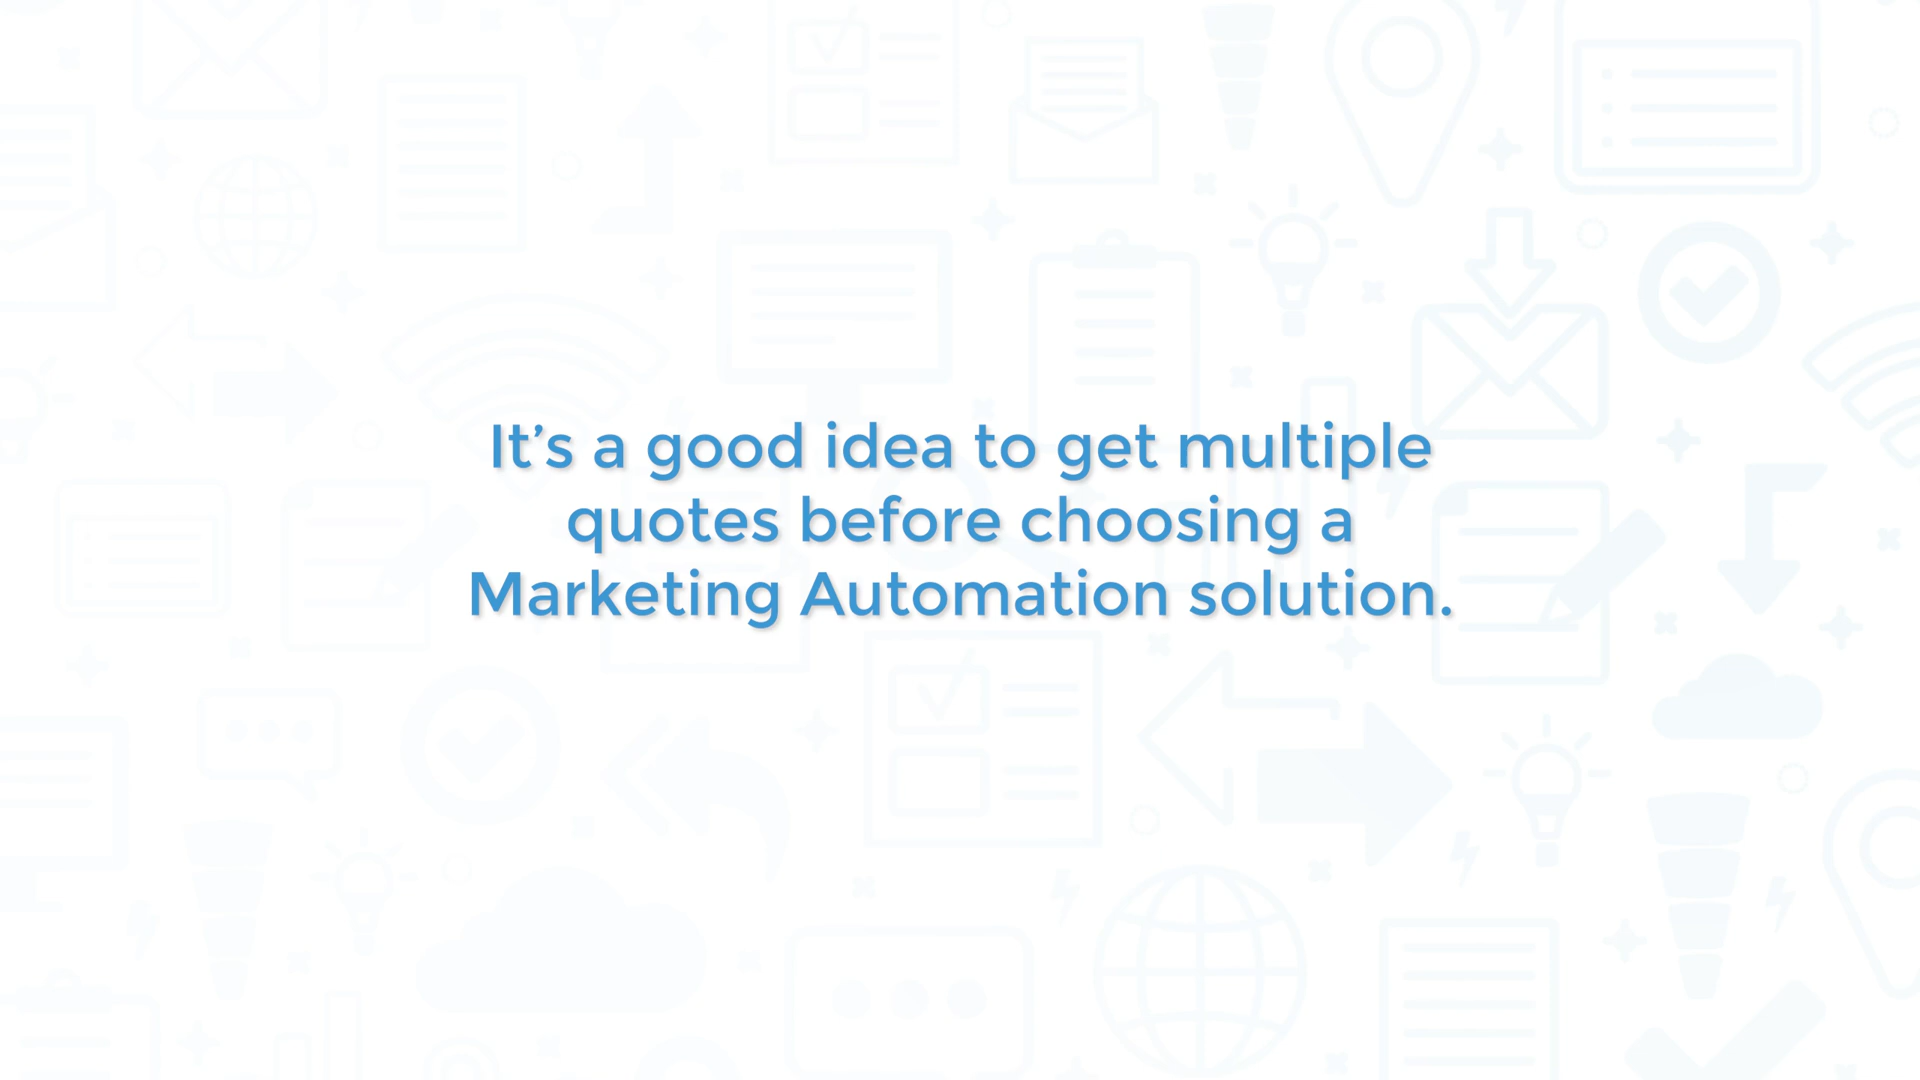 It’s a good idea to get multiple
quotes before choosing a
Marketing Automation solution.